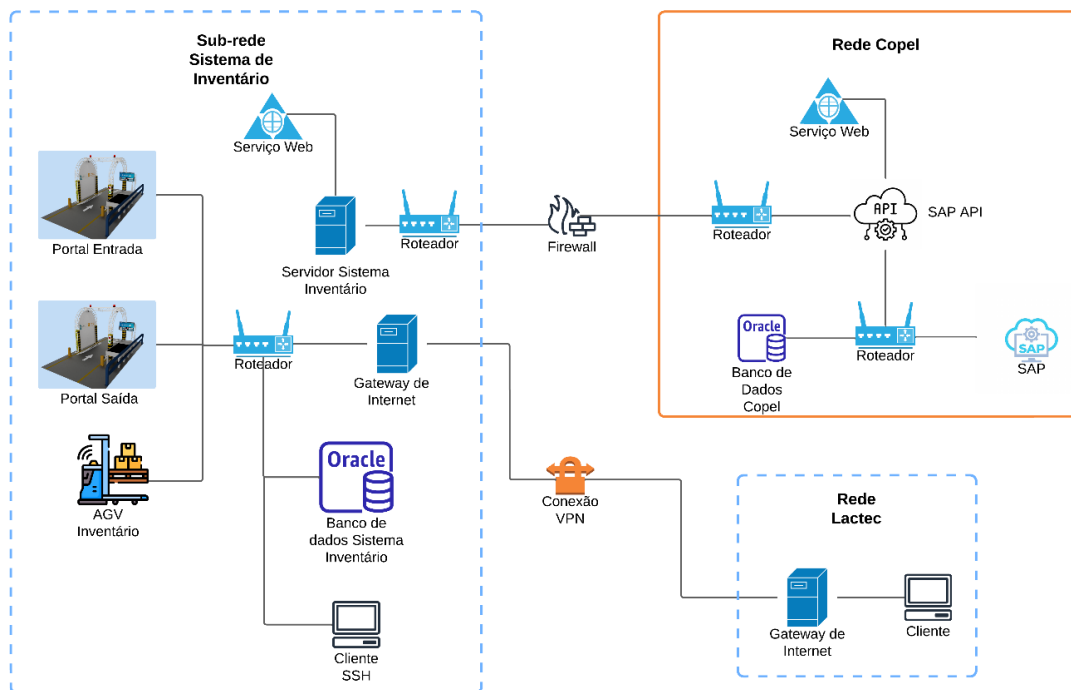 Sub-rede
Sistema de
Inventário
Serviço Web
Portal Entrada
Servidor Sistema
Inventário
Roteador
Portal Saída
Roteador
Gateway de
Internet
AGV
Inventário
Oracle
Banco de
dados Sistema
Inventário
Cliente
SSH
Firewall
Conexão
VPN
Rede Copel
Serviço Web
Roteador
API
SAP API
Oracle
Banco de
Dados
Copel
Roteador
SAP
SAP
Rede
Lactec
Gateway de
Internet
Cliente